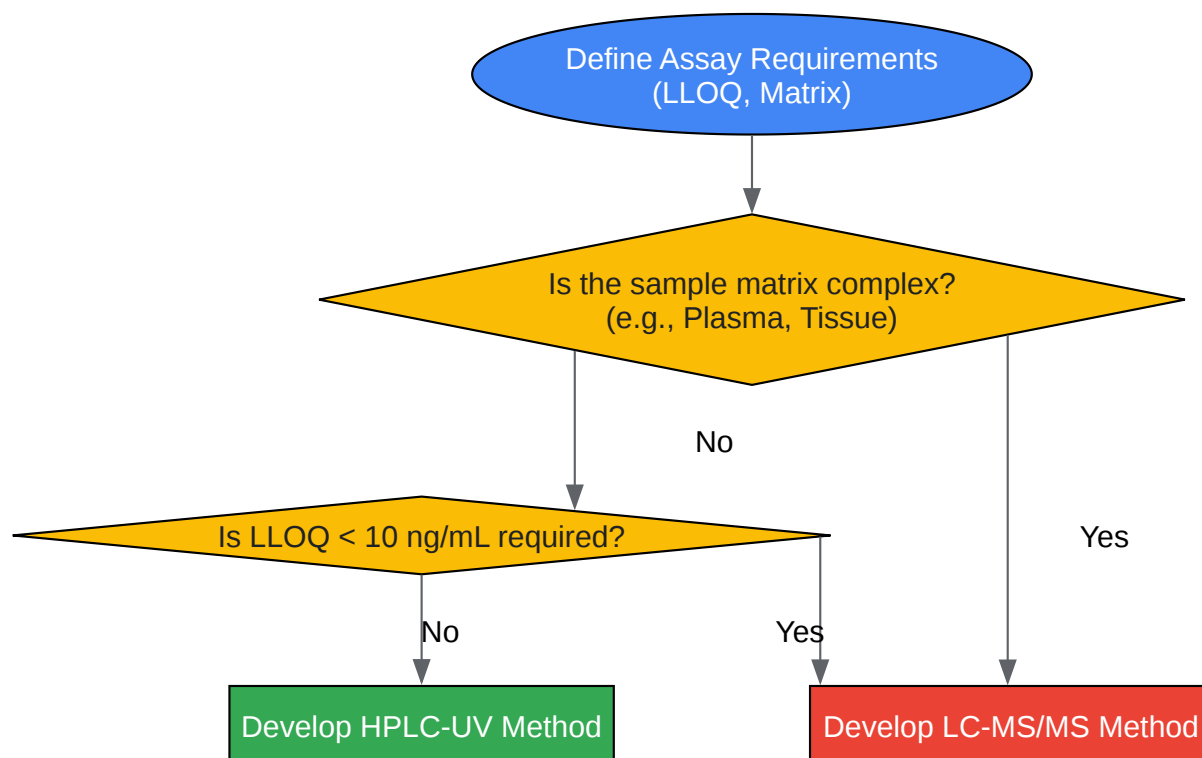 Define Assay Requirements
(LLOQ, Matrix)
Is the sample matrix complex?
(e.g., Plasma, Tissue)
No
Is LLOQ < 10 ng/mL required?
Yes
No
Yes
Develop HPLC-UV Method
Develop LC-MS/MS Method